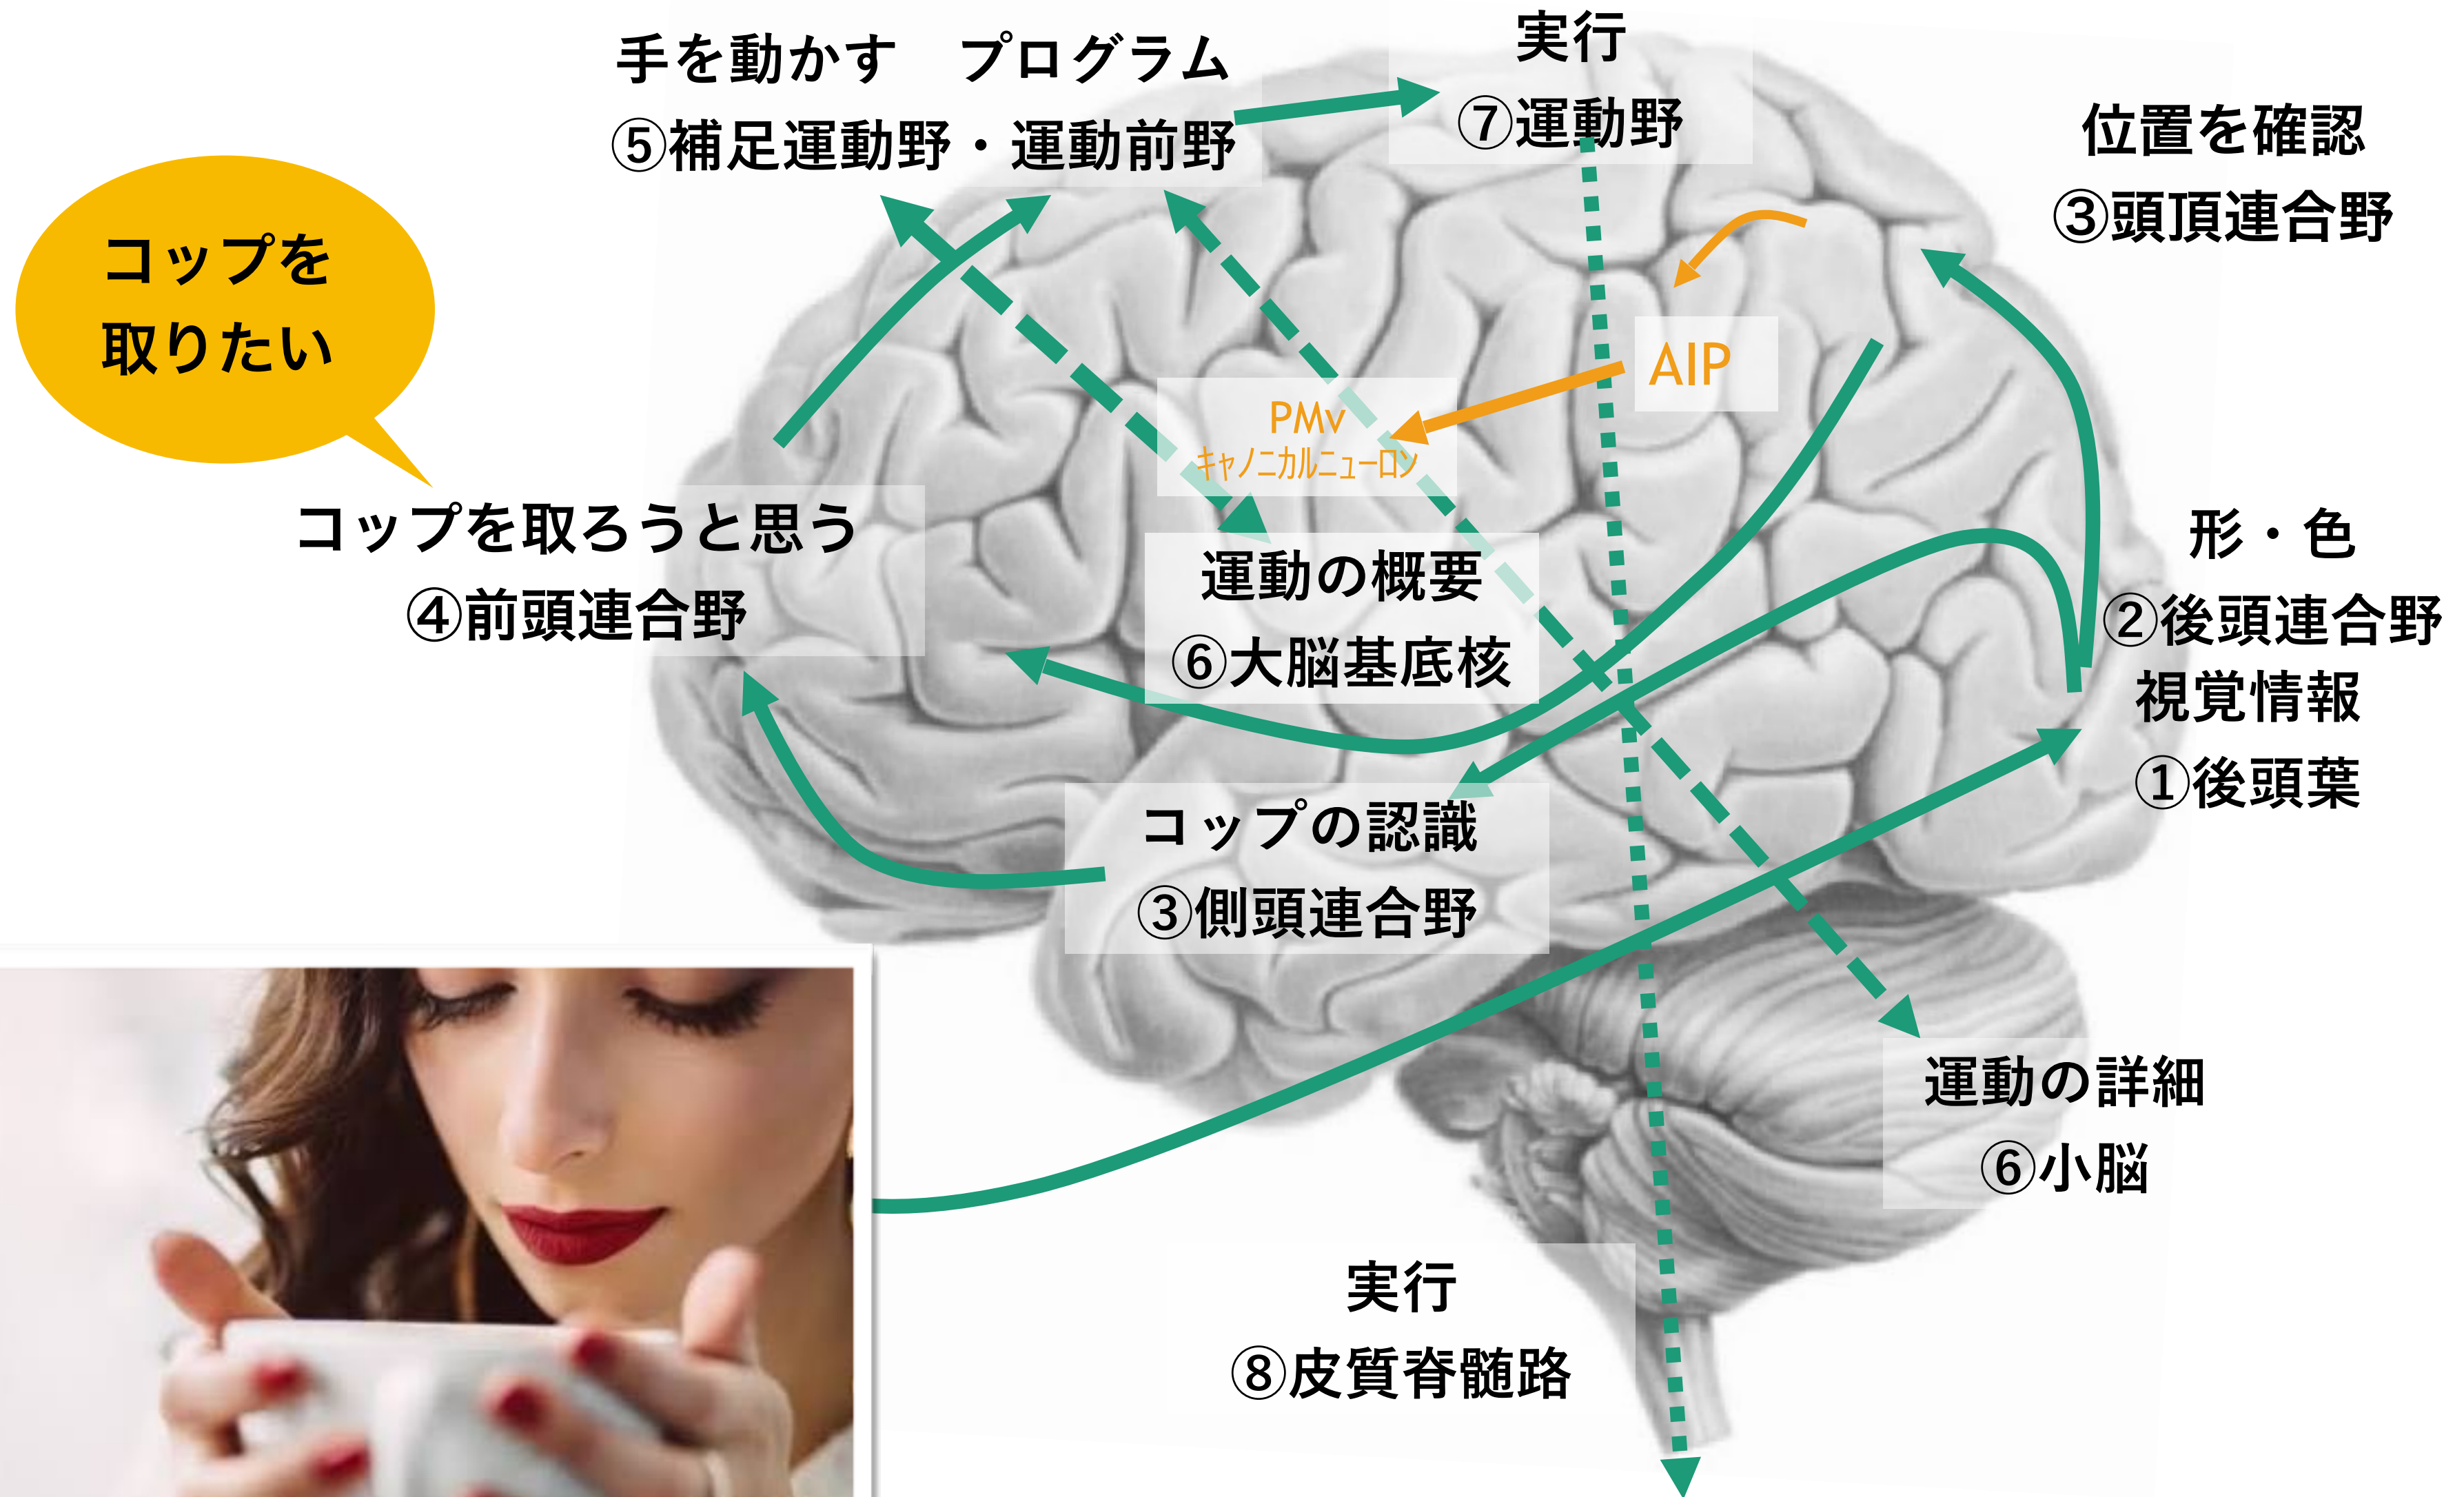 手を動かす　プログラム
⑤補足運動野・運動前野
実行
⑦運動野
位置を確認
③頭頂連合野
コップを
取りたい
AIP
PMv
キャノニカルニューロン
コップを取ろうと思う
④前頭連合野
運動の概要
⑥大脳基底核
形・色
②後頭連合野
視覚情報
①後頭葉
コップの認識
③側頭連合野
運動の詳細
⑥小脳
実行
⑧皮質脊髄路